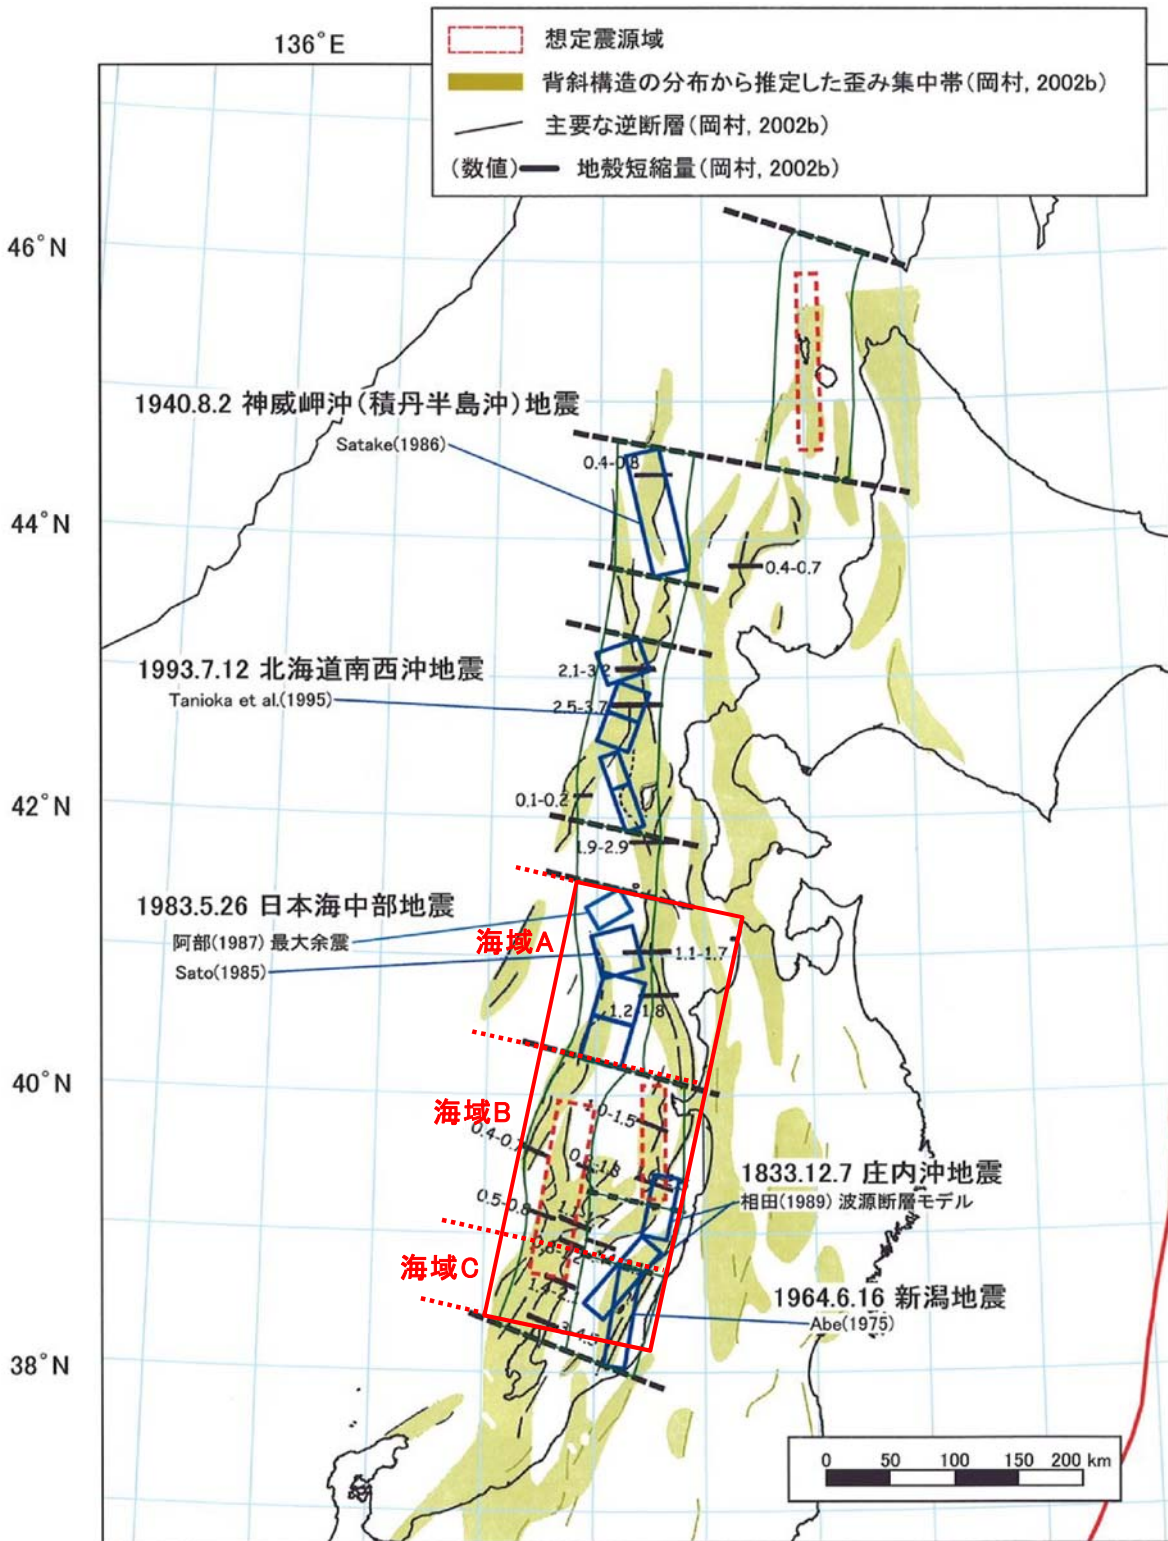 136°E
想定震源域
背斜構造の分布から推定した歪み集中帯(岡村, 2002b)
主要な逆断層(岡村, 2002b)
(数値) 地殻短縮量(岡村, 2002b)
46°N
1940.8.2 神威岬沖(積丹半島沖)地震
Satake(1986)
0.4-0.8
44°N
0.4-0.7
1993.7.12 北海道南西沖地震
Tanioka et al.(1995)
2.1-3.2
2.5-3.7
42°N
0.1-0.2
1.9-2.9
1983.5.26 日本海中部地震
阿部(1987) 最大余震
Sato(1985)
海域A
1.1-1.7
1.2-1.8
40°N
海域B
1.0-1.5
0.5-0.8
1833.12.7 庄内沖地震
相田(1989) 波源断層モデル
海域C
1964.6.16 新潟地震
Abe(1975)
38°N
0 50 100 150 200 km